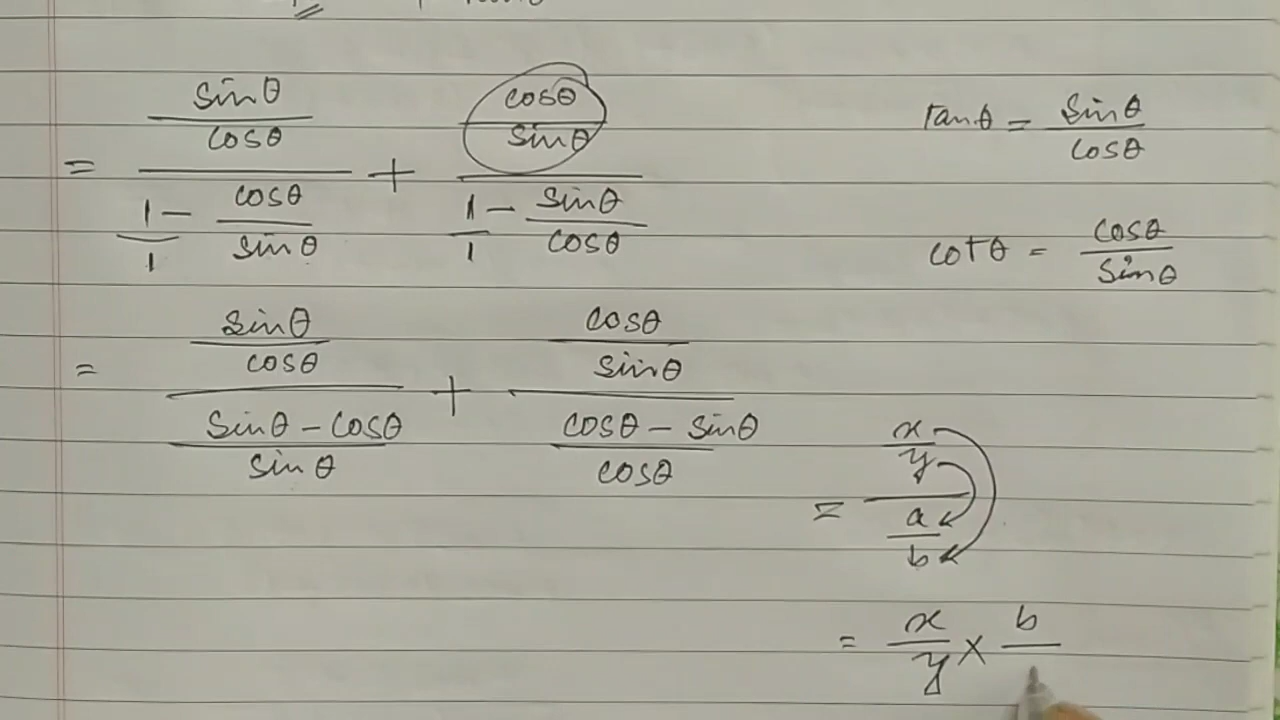 = (sinθ/cosθ)/(1/1 - cosθ/sinθ) + (cosθ/sinθ)/(1/1 - sinθ/cosθ)
tanθ = sinθ/cosθ
cotθ = cosθ/sinθ
= (sinθ/cosθ)/((sinθ - cosθ)/sinθ) + (cosθ/sinθ)/((cosθ - sinθ)/cosθ)
= (x/y)/(a/b)
= x/y × b/